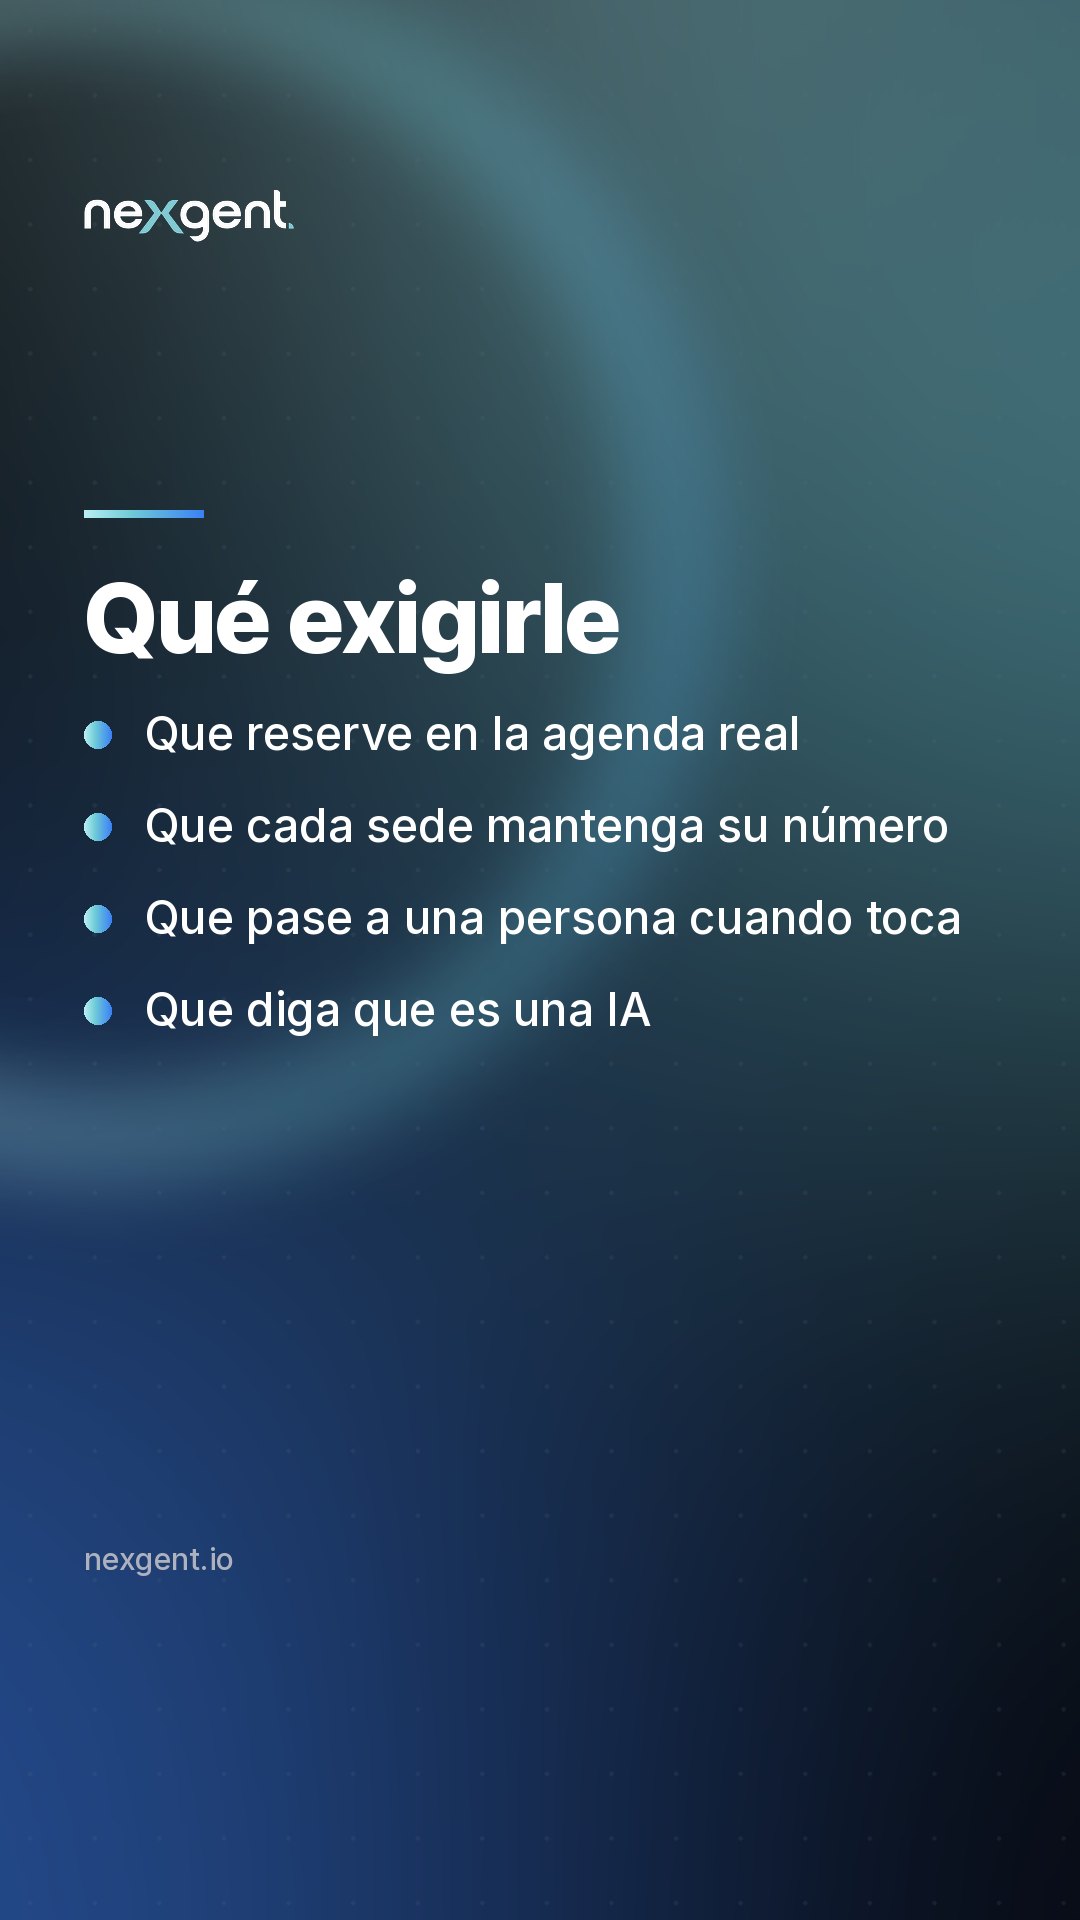 nexgent.
Qué exigirle
Que reserve en la agenda real
Que cada sede mantenga su número
Que pase a una persona cuando toca
Que diga que es una IA
nexgent.io